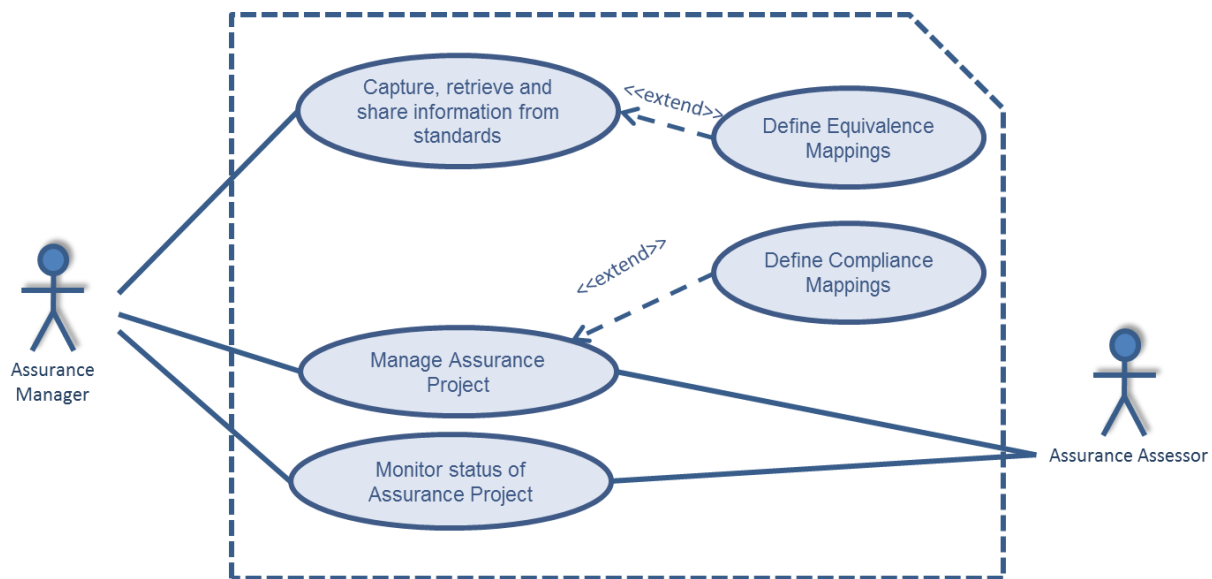 Capture, retrieve and
share information from
standards
<<extend>>
Define Equivalence
Mappings
<<extend>>
Define Compliance
Mappings
Assurance
Manager
Manage Assurance
Project
Monitor status of
Assurance Project
Assurance Assessor